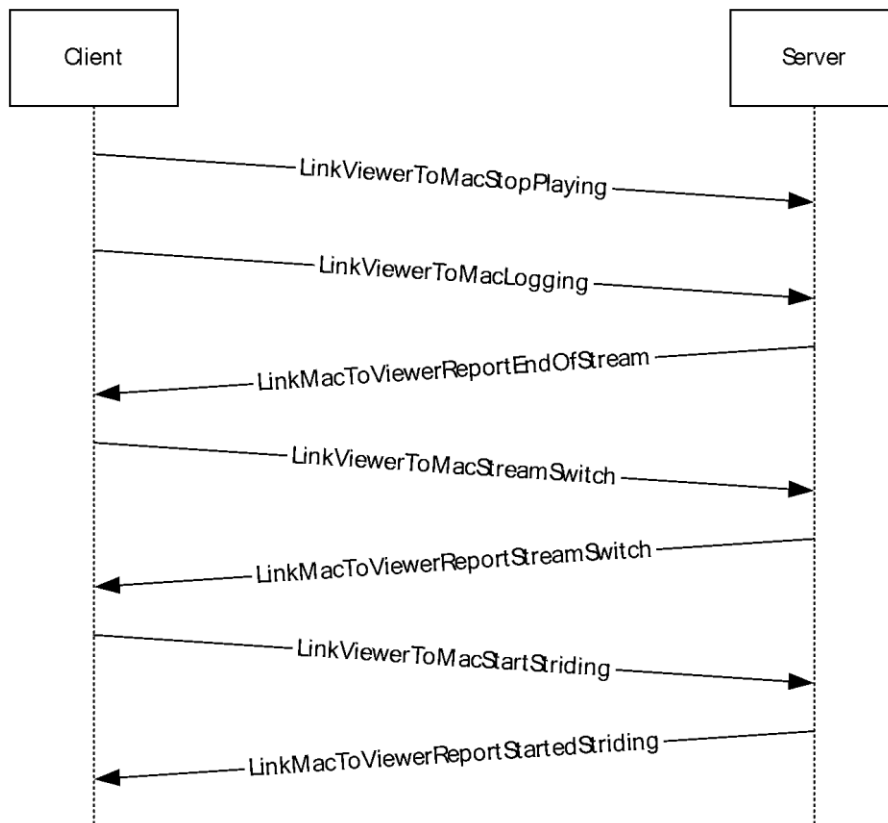 Client
Server
LinkViewerToMacStopPlaying
LinkViewerToMacLogging
LinkMacToViewerReportEndOfStream
LinkViewerToMacStreamSwitch
LinkMacToViewerReportStreamSwitch
LinkViewerToMacStartStriding
LinkMacToViewerReportStartedStriding